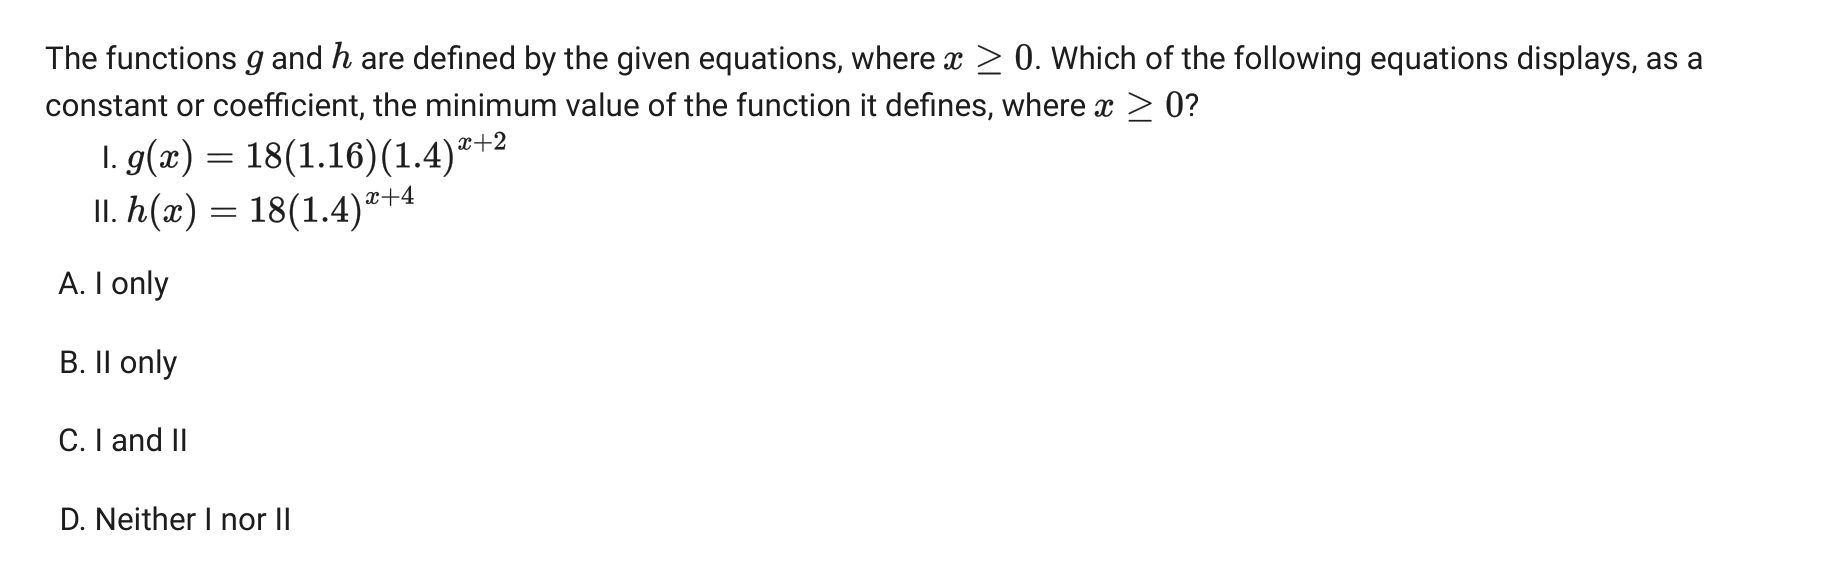 The functions g and h are defined by the given equations, where x ≥ 0. Which of the following equations displays, as a
constant or coefficient, the minimum value of the function it defines, where x ≥ 0?
I. g(x) = 18(1.16)(1.4)^{x+2}
II. h(x) = 18(1.4)^{x+4}
A. I only
B. II only
C. I and II
D. Neither I nor II